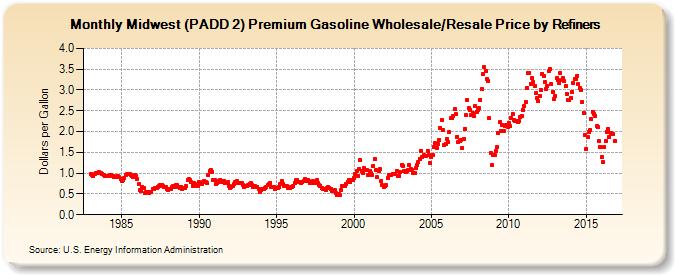 Monthly Midwest (PADD 2) Premium Gasoline Wholesale/Resale Price by Refiners
Dollars per Gallon
4.0
3.5
3.0
2.5
2.0
1.5
1.0
0.5
0.0
1985 1990 1995 2000 2005 2010 2015
Source: U.S. Energy Information Administration